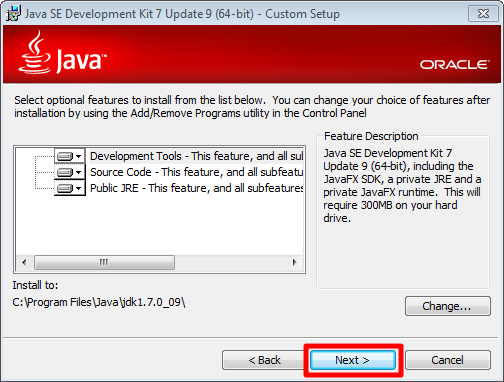 Java SE Development Kit 7 Update 9 (64-bit) - Custom Setup
Java™
ORACLE
Select optional features to install from the list below. You can change your choice of features after
installation by using the Add/Remove Programs utility in the Control Panel
Development Tools - This feature, and all sul
Source Code - This feature, and all subfeature
Public JRE - This feature, and all subfeatures
Feature Description
Java SE Development Kit 7
Update 9 (64-bit), including the
JavaFX SDK, a private JRE and a
private JavaFX runtime. This will
require 300MB on your hard
drive.
Install to:
C:\Program Files\Java\jdk1.7.0_09\
Change...
< Back
Next >
Cancel